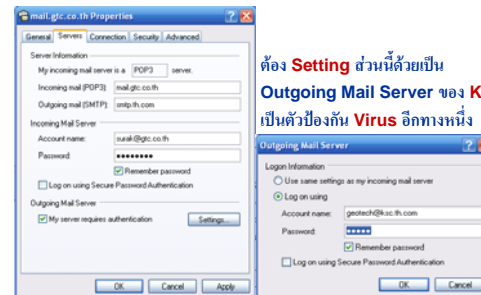 mail.gtc.co.th Properties
General Servers Connection Security Advanced
Server Information
My incoming mail server is a POP3 server.
Incoming mail (POP3): mail.gtc.co.th
Outgoing mail (SMTP): smtp.th.com
Incoming Mail Server
Account name: surak@gtc.co.th
Password: ●●●●●●●●
Remember password
Log on using Secure Password Authentication
Outgoing Mail Server
My server requires authentication Settings...
OK Cancel Apply
ต้อง Setting ส่วนนี้ด้วยเป็น
Outgoing Mail Server ของ K
เป็นตัวป้องกัน Virus อีกทางหนึ่ง
Outgoing Mail Server
Logon Information
Use same settings as my incoming mail server
Log on using
Account name: geotech@ksc.th.com
Password: ●●●●●
Remember password
Log on using Secure Password Authentication
OK Cancel